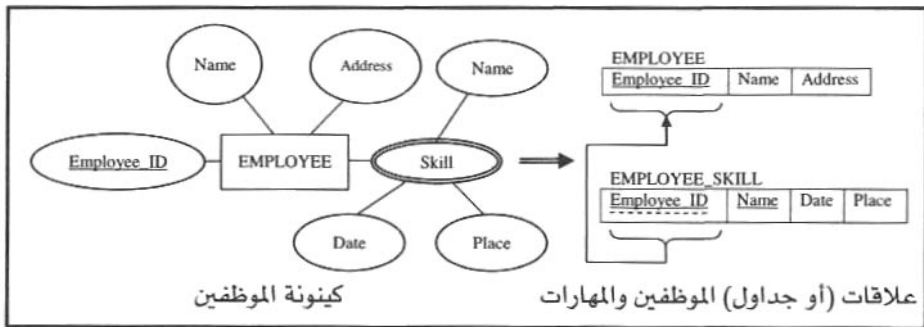 Name
Address
Name
Employee_ID
EMPLOYEE
Skill
Date
Place
كينونة الموظفين
EMPLOYEE
Employee_ID Name Address
EMPLOYEE_SKILL
Employee_ID Name Date Place
علاقات (أو جداول) الموظفين والمهارات